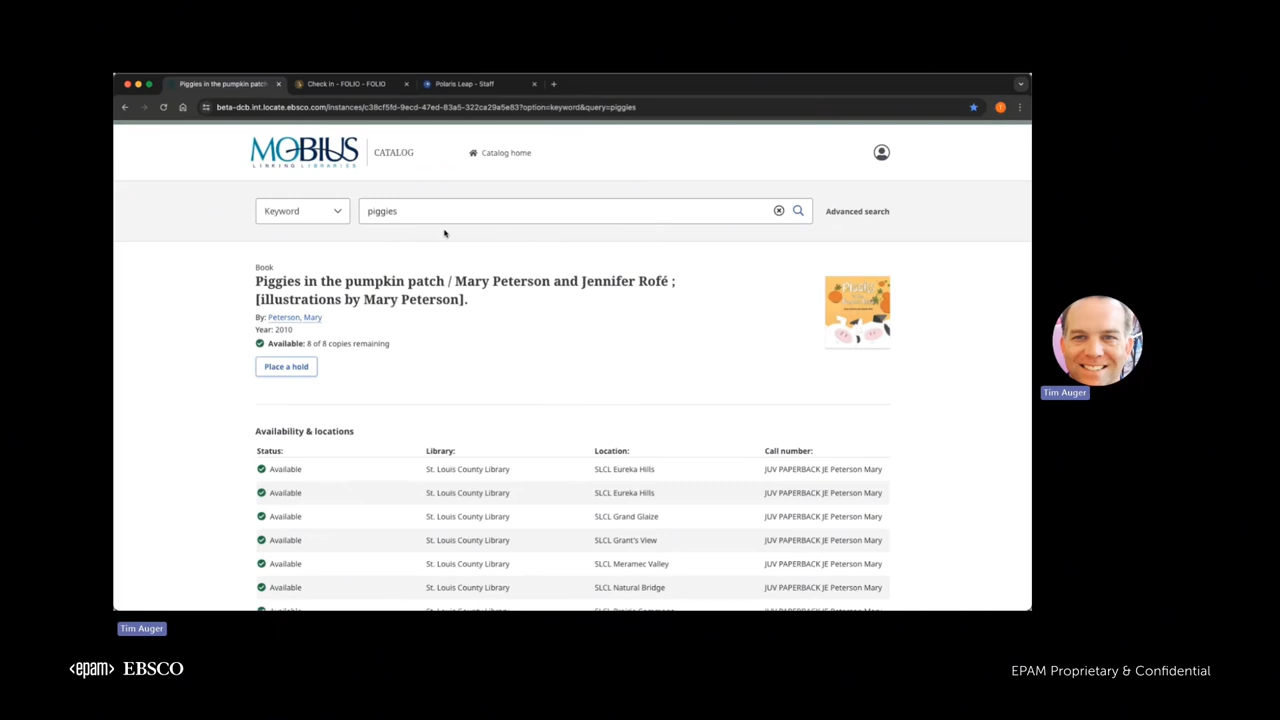 Piggies in the pumpkin patch
Check in - FOLIO - FOLIO
Polaris Leap - Staff
beta-dcb.int.locate.ebsco.com/instances/c38cf5fd-9ecd-47ed-83a5-322ca29a5e83?option=keyword&query=piggies
MOBIUS
LINKING LIBRARIES
CATALOG
Catalog home
Keyword
piggies
Advanced search
Book
Piggies in the pumpkin patch / Mary Peterson and Jennifer Rofé ;
[illustrations by Mary Peterson].
By: Peterson, Mary
Year: 2010
Available: 8 of 8 copies remaining
Place a hold
Availability & locations
Status: Library: Location: Call number:
Available St. Louis County Library SLCL Eureka Hills JUV PAPERBACK JE Peterson Mary
Available St. Louis County Library SLCL Eureka Hills JUV PAPERBACK JE Peterson Mary
Available St. Louis County Library SLCL Grand Glaize JUV PAPERBACK JE Peterson Mary
Available St. Louis County Library SLCL Grant's View JUV PAPERBACK JE Peterson Mary
Available St. Louis County Library SLCL Meramec Valley JUV PAPERBACK JE Peterson Mary
Available St. Louis County Library SLCL Natural Bridge JUV PAPERBACK JE Peterson Mary
Tim Auger
Tim Auger
<epam> EBSCO
EPAM Proprietary & Confidential